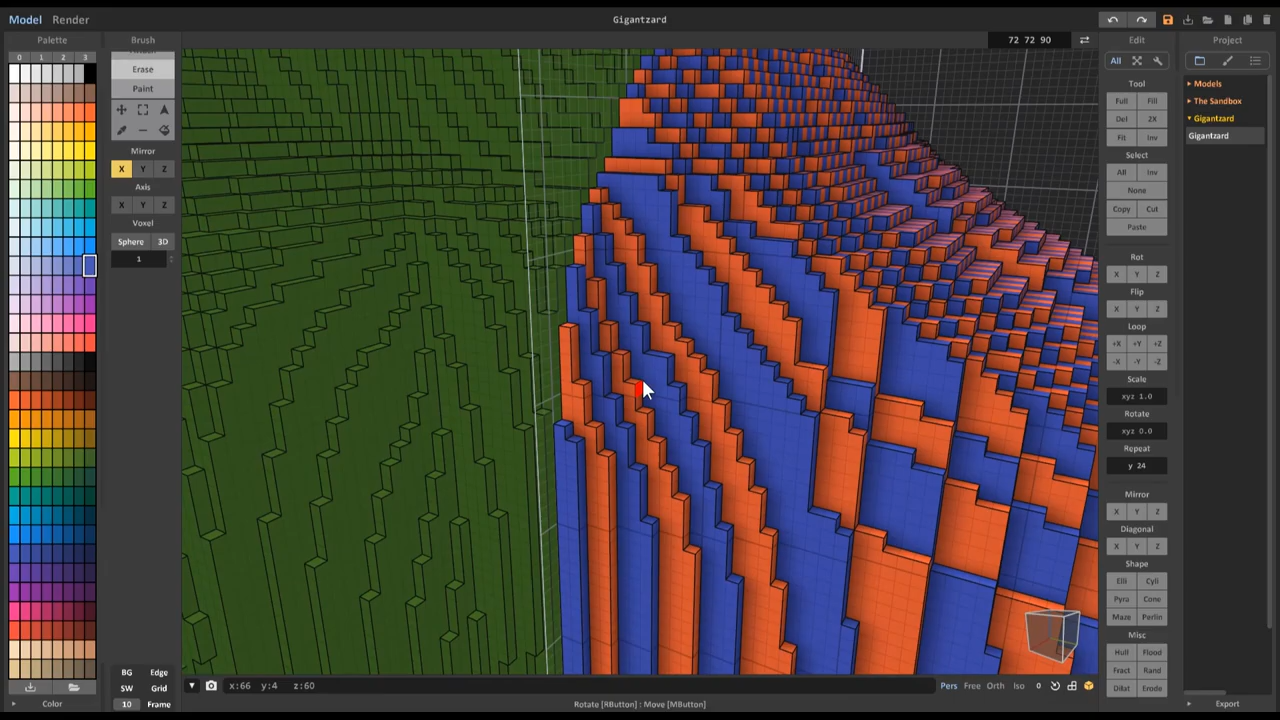 Model Render
Gigantzard
Palette
Brush
72 72 90
Edit
Project
0 1 2 3
Erase
Paint
Mirror
X Y Z
Axis
X Y Z
Voxel
Sphere 3D
1
All
Tool
Full Fill
Del 2X
Fit Inv
Select
All Inv
None
Copy Cut
Paste
Rot
X Y Z
Flip
X Y Z
Loop
+X +Y +Z
-X -Y -Z
Scale
xyz 1.0
Rotate
xyz 0.0
Repeat
y 24
Mirror
X Y Z
Diagonal
X Y Z
Shape
Elli Cyli
Pyra Cone
Maze Perlin
Misc
Hull Flood
Fract Rand
Dilat Erode
Models
The Sandbox
Gigantzard
Gigantzard
BG Edge
SW Grid
10 Frame
Color
x:66 y:4 z:60
Pers Free Orth Iso 0
Rotate [RButton] : Move [MButton]
Export